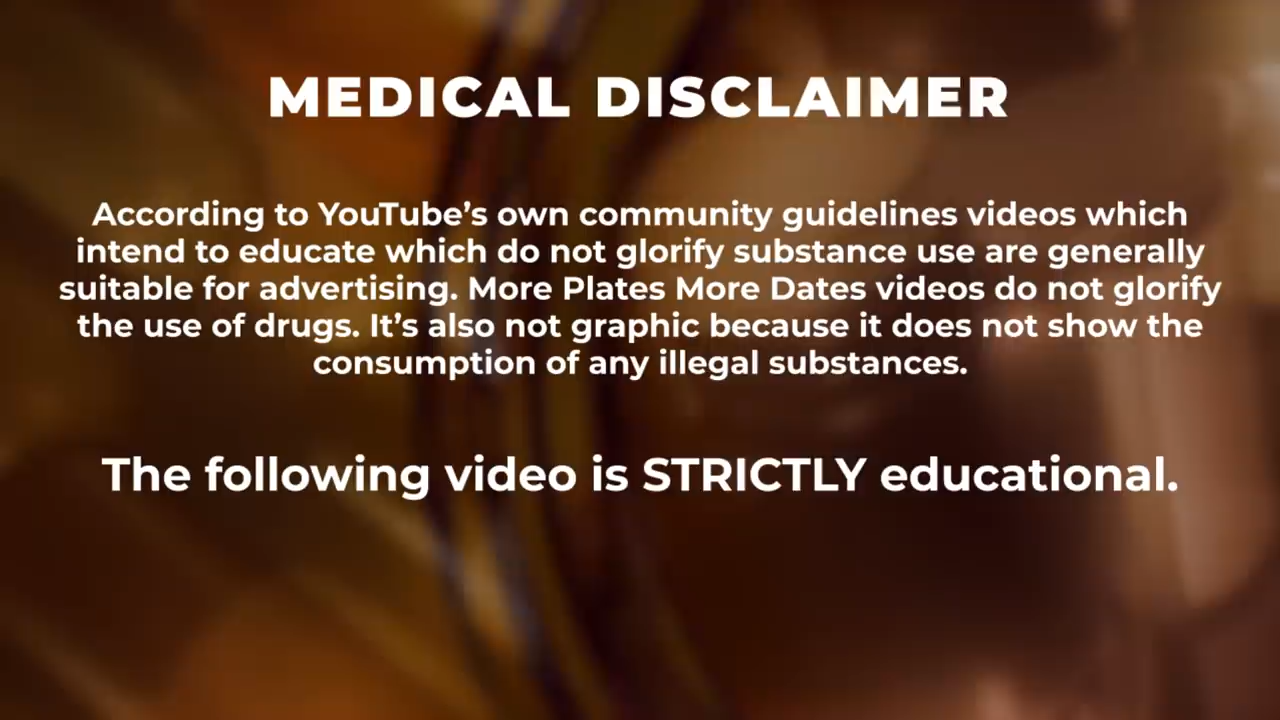 MEDICAL DISCLAIMER
According to YouTube’s own community guidelines videos which
intend to educate which do not glorify substance use are generally
suitable for advertising. More Plates More Dates videos do not glorify
the use of drugs. It’s also not graphic because it does not show the
consumption of any illegal substances.
The following video is STRICTLY educational.